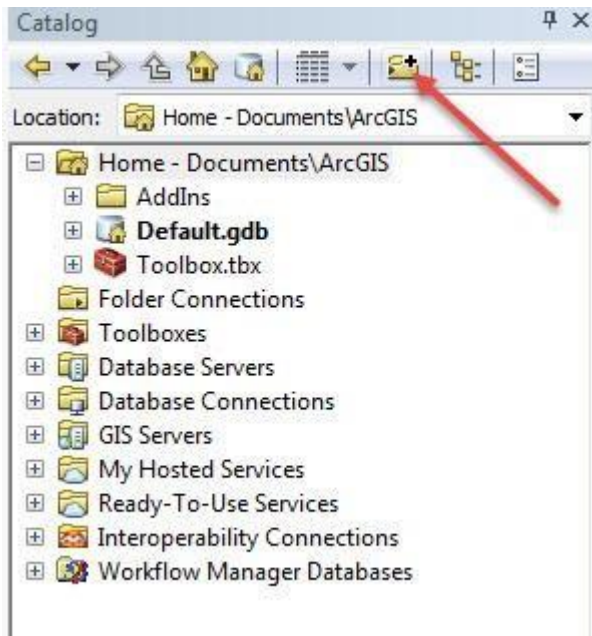 Catalog
Location: Home - Documents\ArcGIS
Home - Documents\ArcGIS
AddIns
Default.gdb
Toolbox.tbx
Folder Connections
Toolboxes
Database Servers
Database Connections
GIS Servers
My Hosted Services
Ready-To-Use Services
Interoperability Connections
Workflow Manager Databases